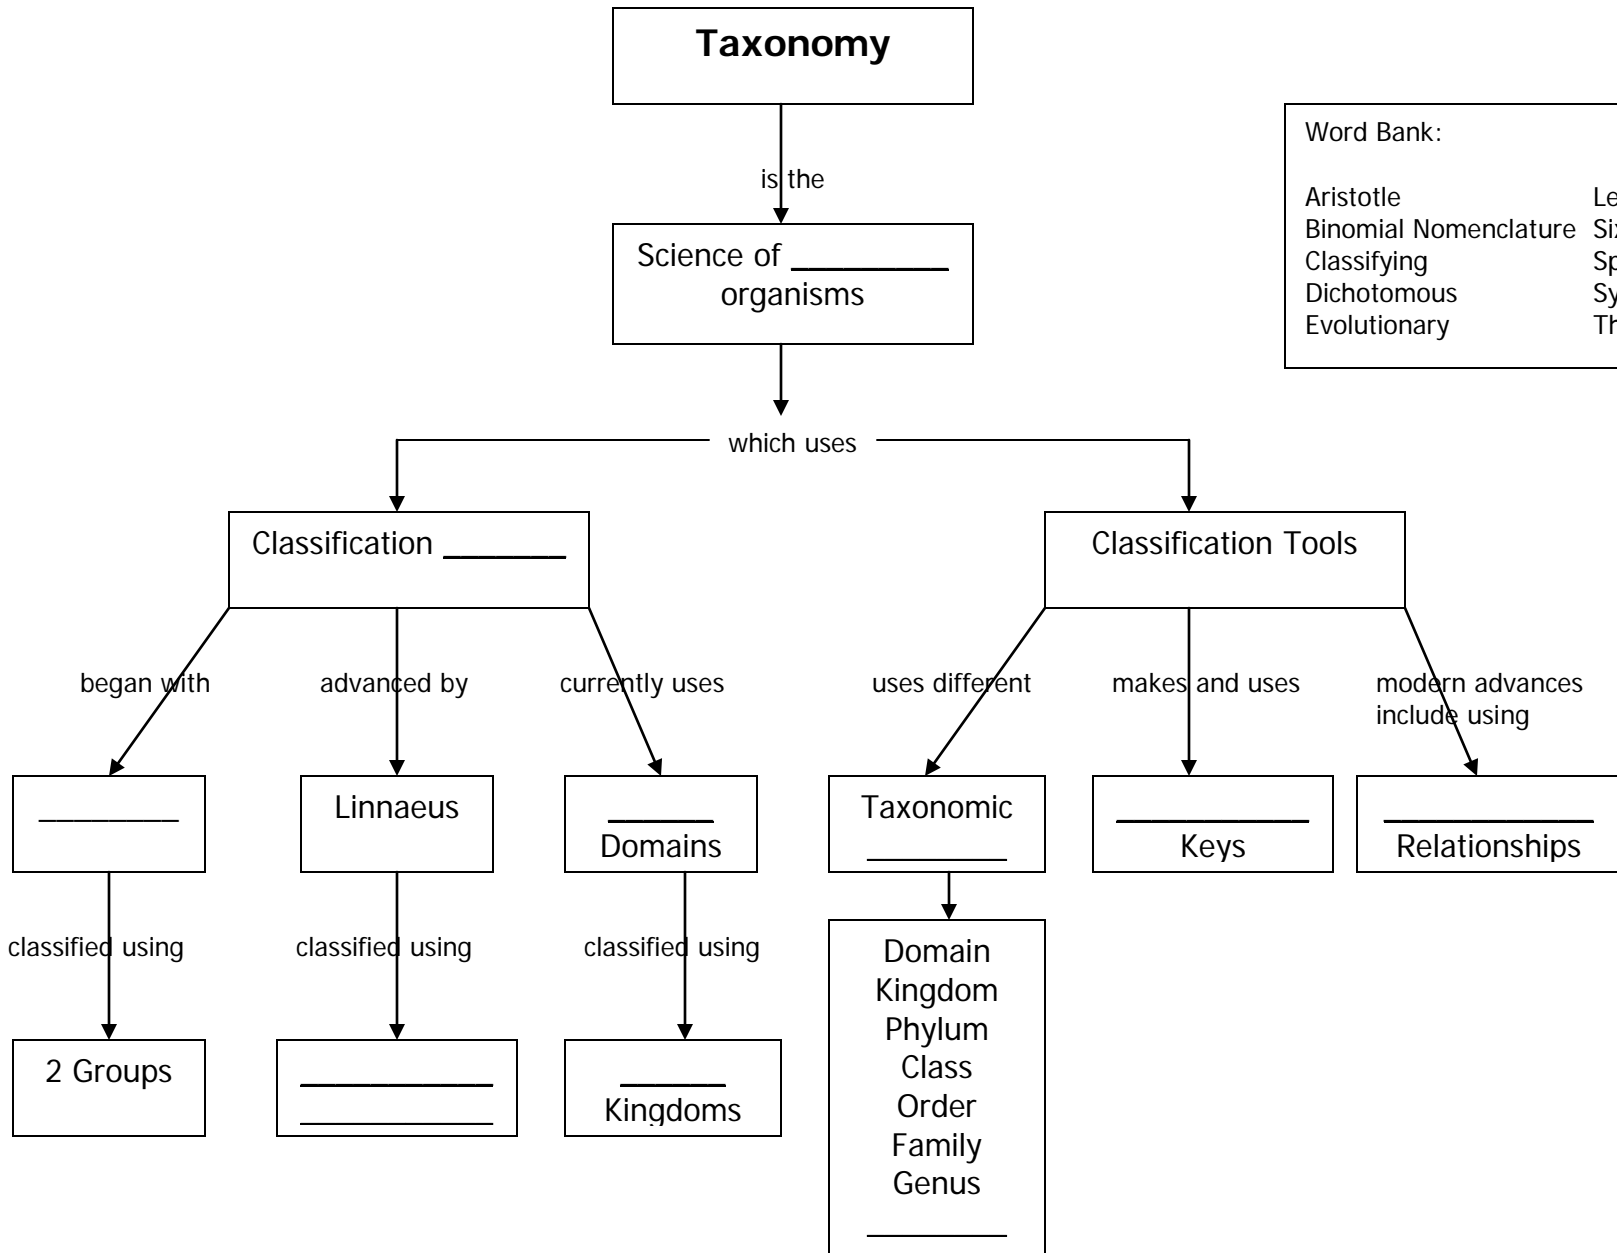 Taxonomy
Word Bank:
Aristotle
Binomial Nomenclature
Classifying
Dichotomous
Evolutionary
is the
Science of _________
organisms
which uses
Classification _______
Classification Tools
began with
advanced by
currently uses
uses different
makes and uses
modern advances
include using
________
Linnaeus
______
Domains
Taxonomic
________
___________
Keys
____________
Relationships
classified using
classified using
classified using
2 Groups
___________
___________
______
Kingdoms
Domain
Kingdom
Phylum
Class
Order
Family
Genus
________